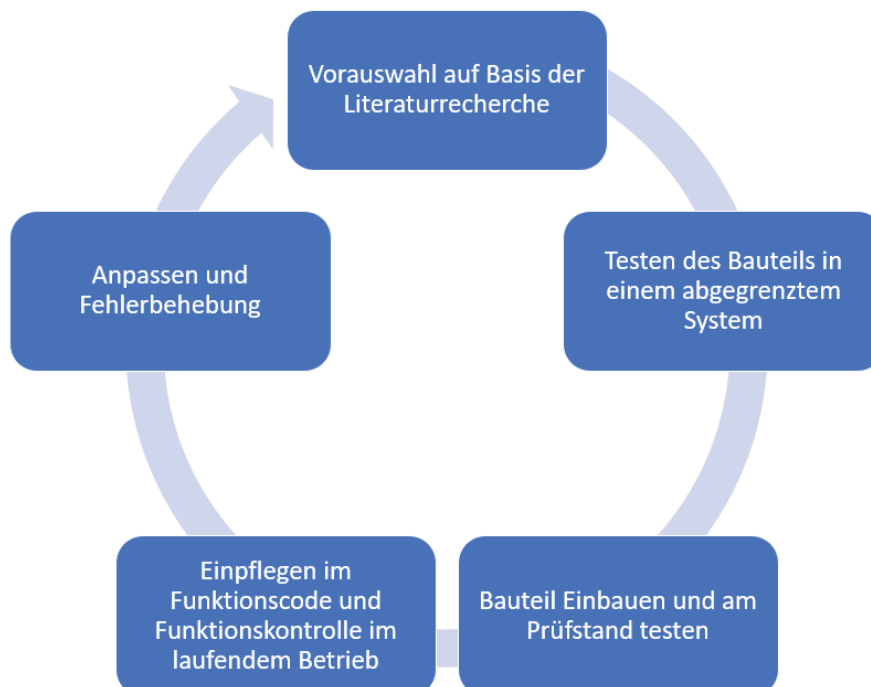 Vorauswahl auf Basis der
Literaturrecherche
Testen des Bauteils in
einem abgegrenztem
System
Bauteil Einbauen und am
Prüfstand testen
Einpflegen im
Funktionscode und
Funktionskontrolle im
laufendem Betrieb
Anpassen und
Fehlerbehebung